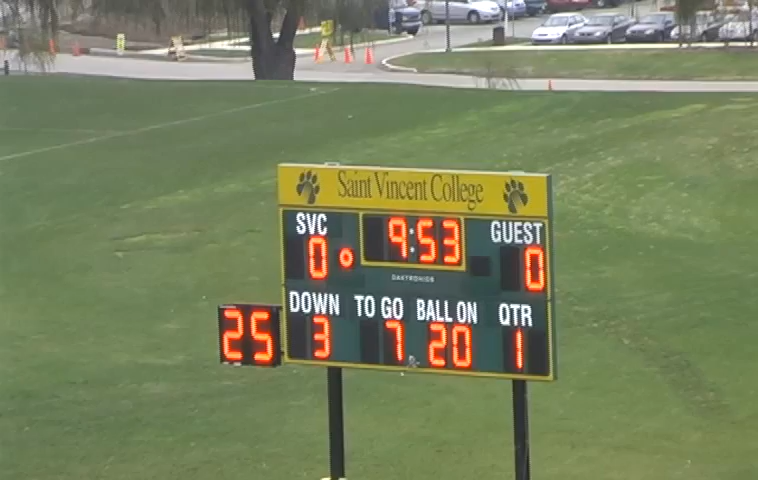 Saint Vincent College
SVC 9:53 GUEST
0 0
DAKTRONICS
DOWN TO GO BALL ON QTR
25 3 7 20 1